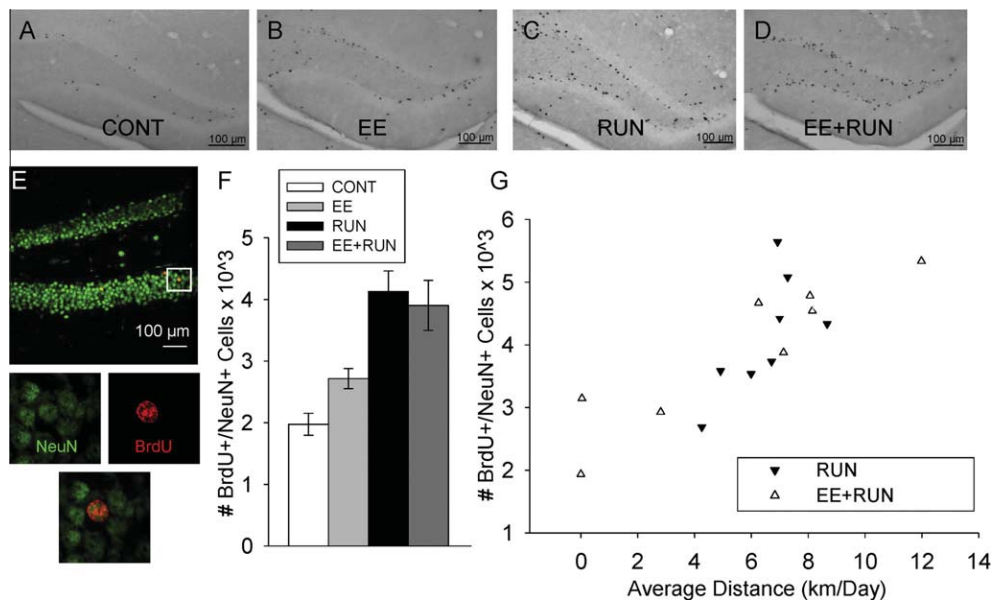 A
CONT
100 µm
B
EE
100 µm
C
RUN
100 µm
D
EE+RUN
100 µm
E
100 µm
NeuN
BrdU
F
CONT
EE
RUN
EE+RUN
# BrdU+/NeuN+ Cells x 10^3
5
4
3
2
1
0
G
# BrdU+/NeuN+ Cells x 10^3
6
5
4
3
2
1
RUN
EE+RUN
0 2 4 6 8 10 12 14
Average Distance (km/Day)